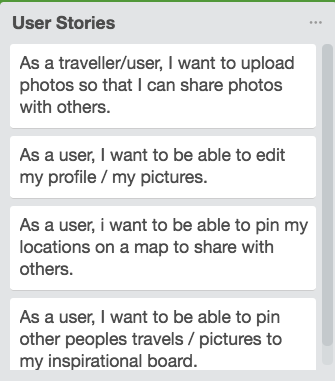 User Stories
As a traveller/user, I want to upload
photos so that I can share photos
with others.
As a user, I want to be able to edit
my profile / my pictures.
As a user, i want to be able to pin my
locations on a map to share with
others.
As a user, I want to be able to pin
other peoples travels / pictures to
my inspirational board.